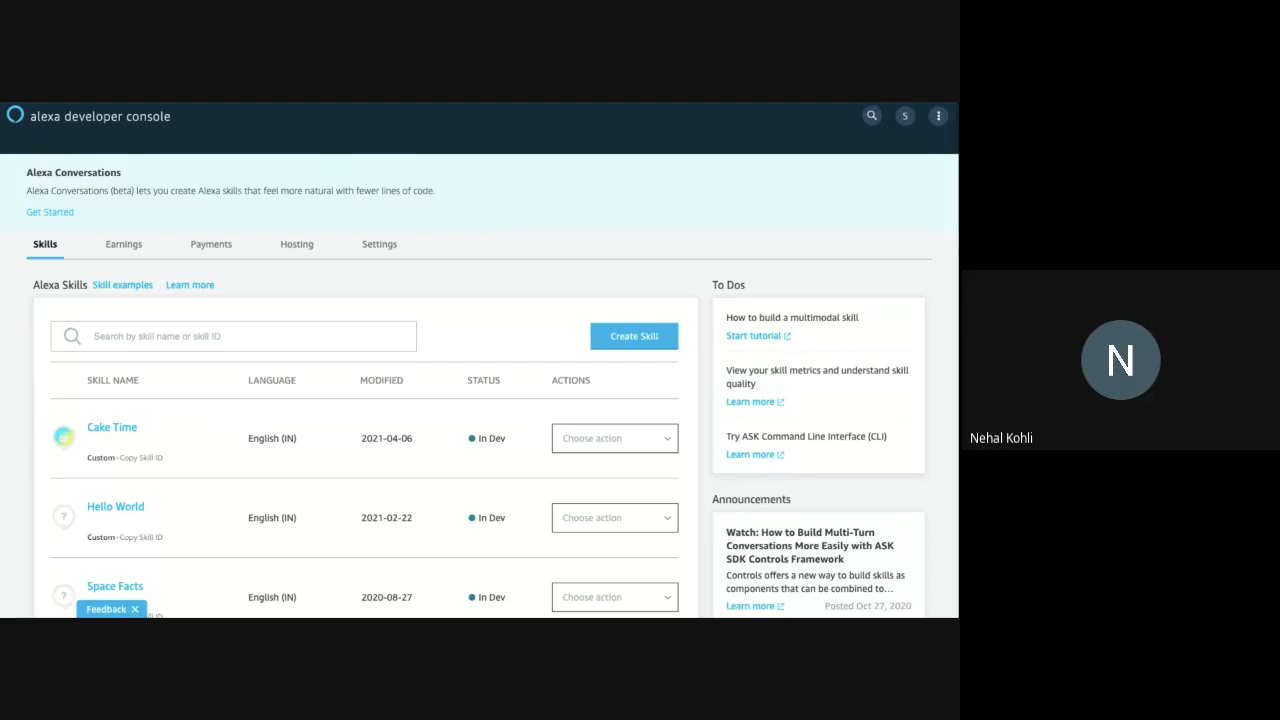 alexa developer console
S
Alexa Conversations
Alexa Conversations (beta) lets you create Alexa skills that feel more natural with fewer lines of code.
Get Started
Skills Earnings Payments Hosting Settings
Alexa Skills Skill examples Learn more
Search by skill name or skill ID
Create Skill
SKILL NAME LANGUAGE MODIFIED STATUS ACTIONS
Cake Time
English (IN) 2021-04-06 In Dev Choose action
Custom - Copy Skill ID
Hello World
? English (IN) 2021-02-22 In Dev Choose action
Custom - Copy Skill ID
Space Facts
? English (IN) 2020-08-27 In Dev Choose action
Feedback X
To Dos
How to build a multimodal skill
Start tutorial
View your skill metrics and understand skill
quality
Learn more
Try ASK Command Line Interface (CLI)
Learn more
Announcements
Watch: How to Build Multi-Turn
Conversations More Easily with ASK
SDK Controls Framework
Controls offers a new way to build skills as
components that can be combined to...
Learn more Posted Oct 27, 2020
N
Nehal Kohli